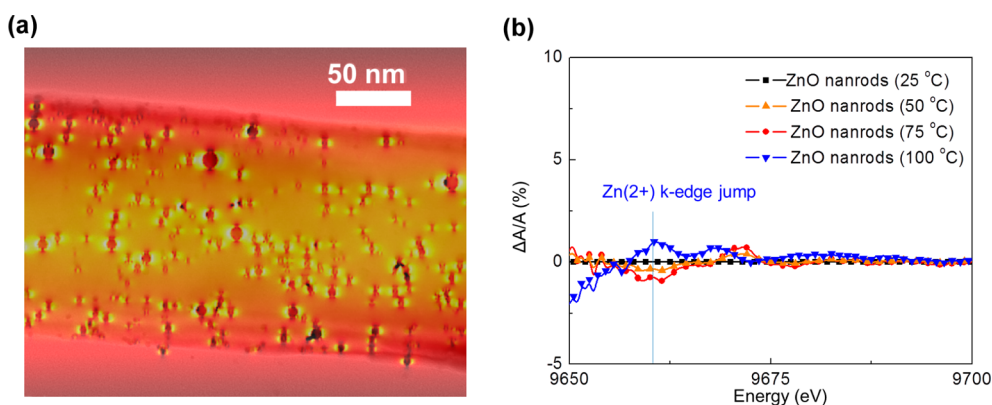 (a)
50 nm
(b)
10
5
0
-5
ΔA/A (%)
ZnO nanrods (25 °C)
ZnO nanrods (50 °C)
ZnO nanrods (75 °C)
ZnO nanrods (100 °C)
Zn(2+) k-edge jump
9650
9675
9700
Energy (eV)